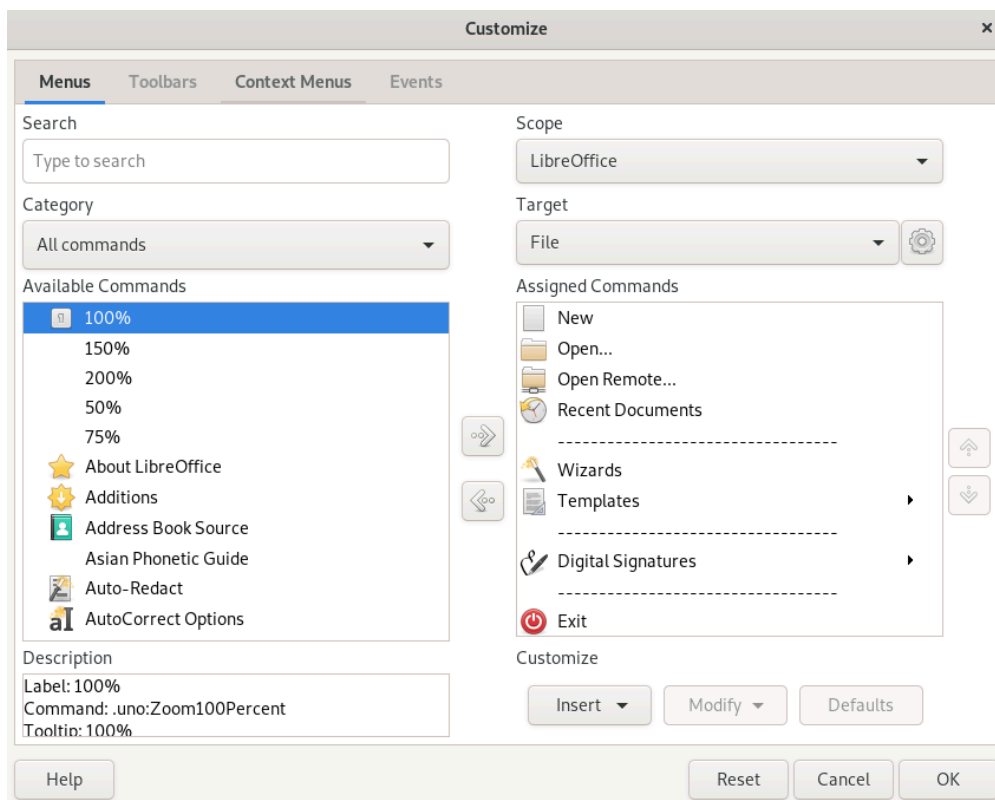 Customize
Menus Toolbars Context Menus Events
Search
Type to search
Category
All commands
Available Commands
100%
150%
200%
50%
75%
About LibreOffice
Additions
Address Book Source
Asian Phonetic Guide
Auto-Redact
AutoCorrect Options
Description
Label: 100%
Command: .uno:Zoom100Percent
Tooltip: 100%
Scope
LibreOffice
Target
File
Assigned Commands
New
Open...
Open Remote...
Recent Documents
----------------------------------
Wizards
Templates
----------------------------------
Digital Signatures
----------------------------------
Exit
Customize
Insert Modify Defaults
Help Reset Cancel OK